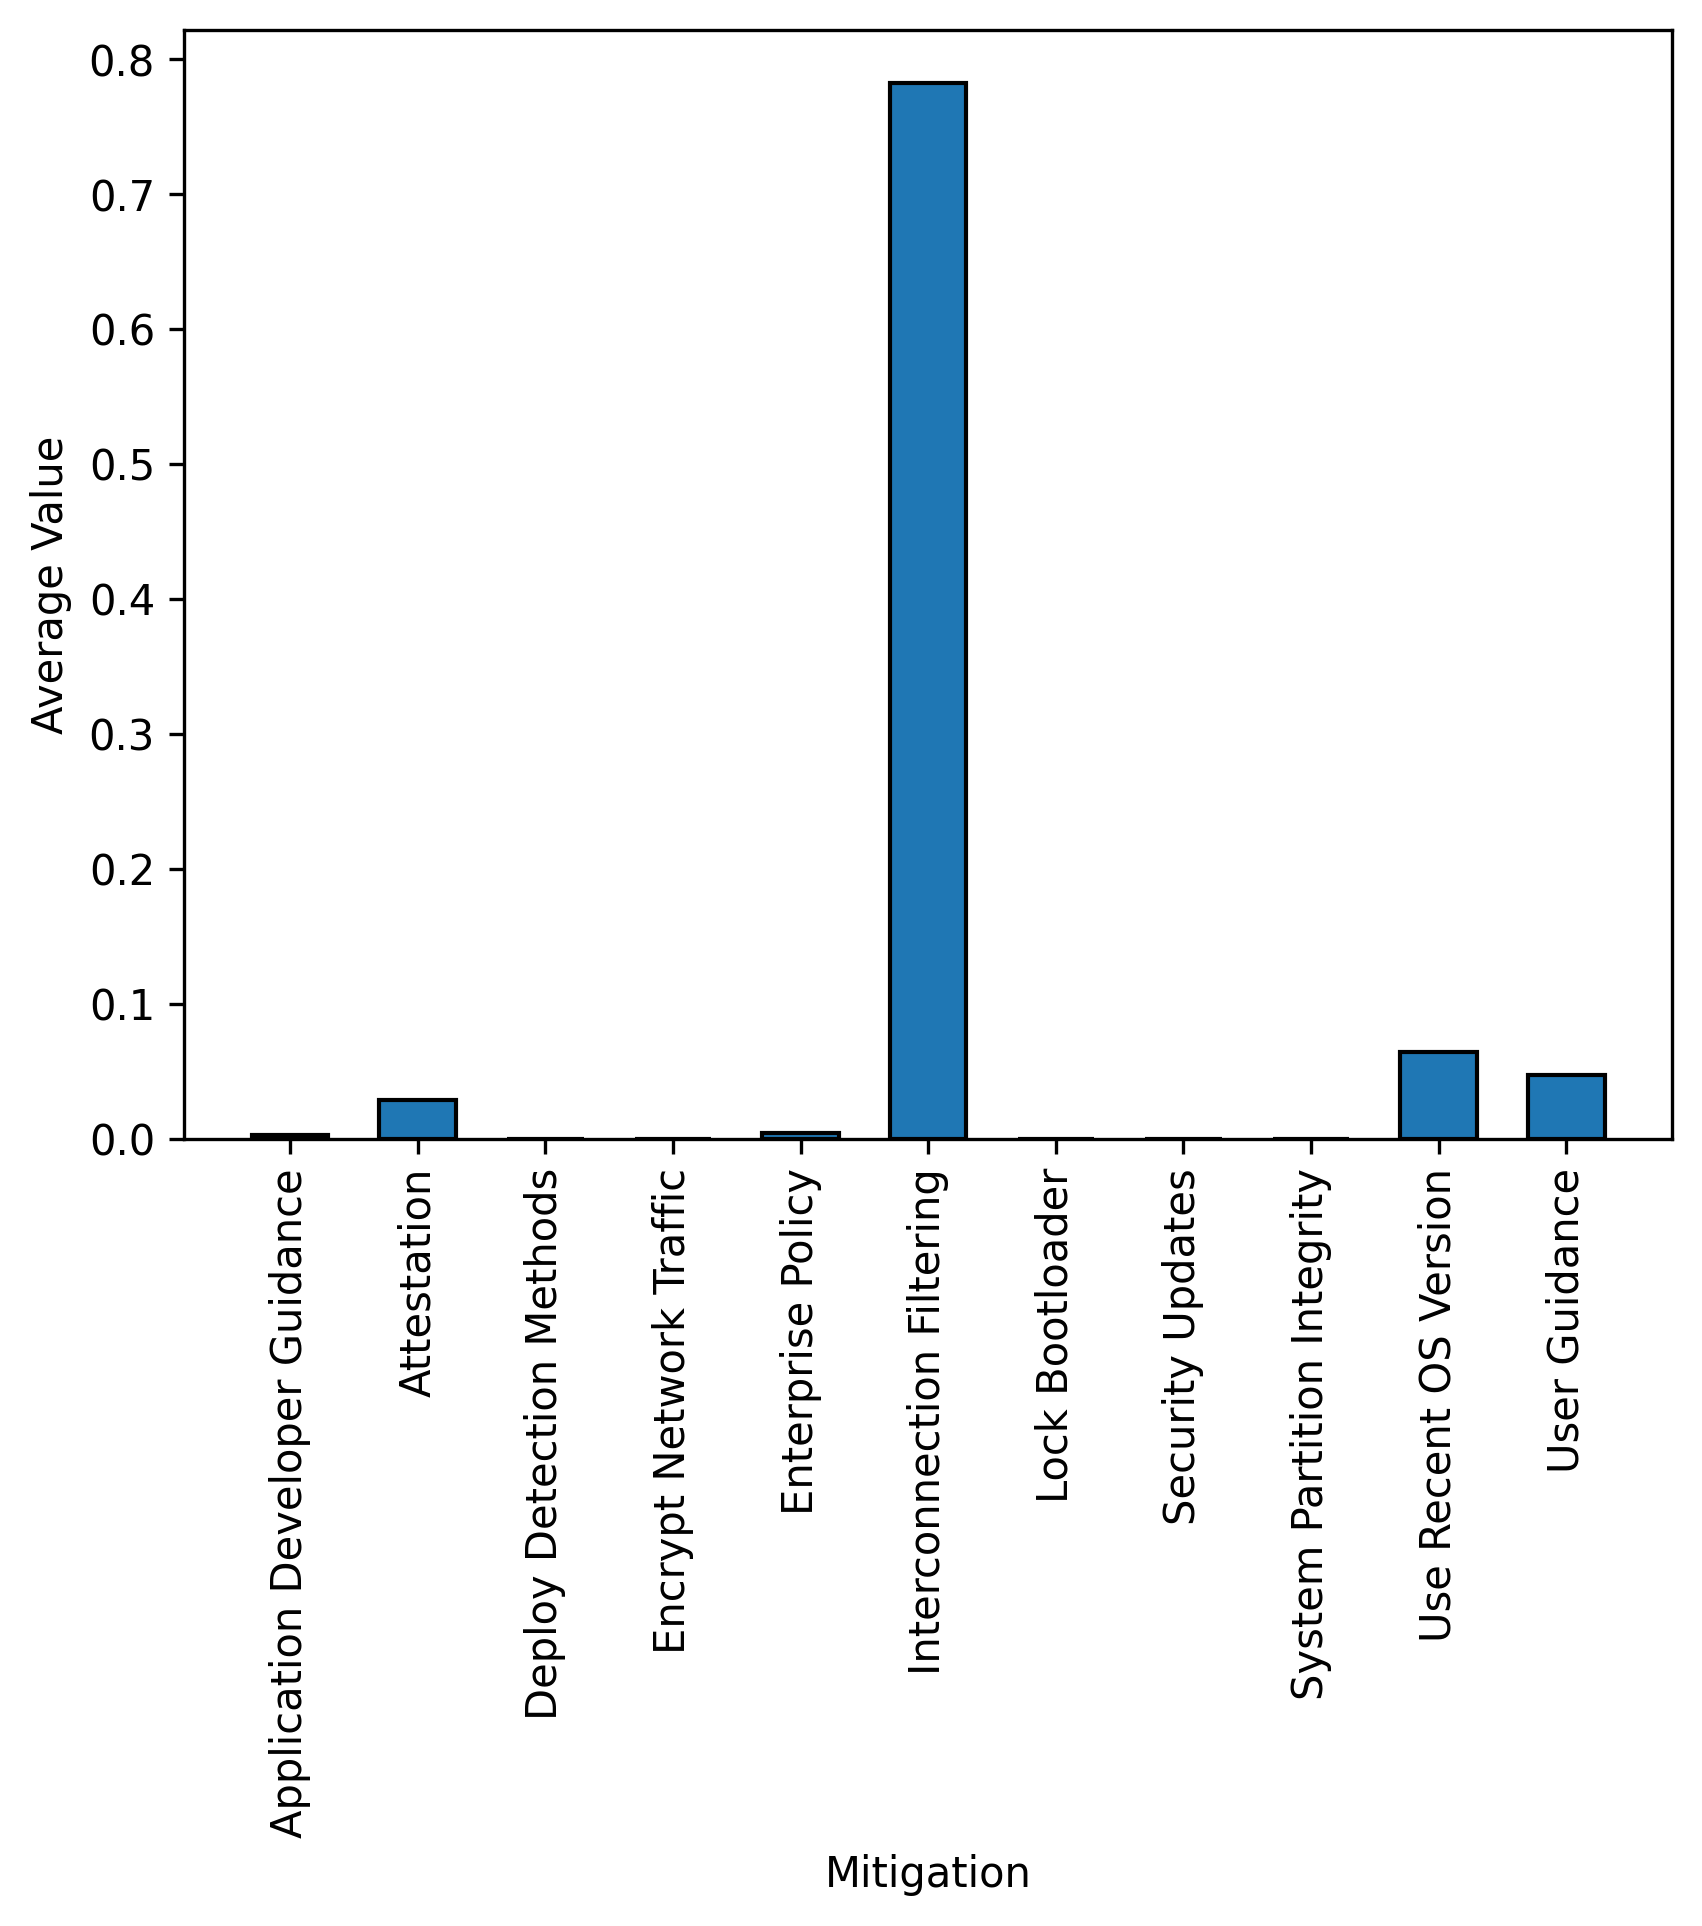 0.8
0.7
0.6
0.5
0.4
0.3
0.2
0.1
0.0
Average Value
Application Developer Guidance
Attestation
Deploy Detection Methods
Encrypt Network Traffic
Enterprise Policy
Interconnection Filtering
Lock Bootloader
Security Updates
System Partition Integrity
Use Recent OS Version
User Guidance
Mitigation